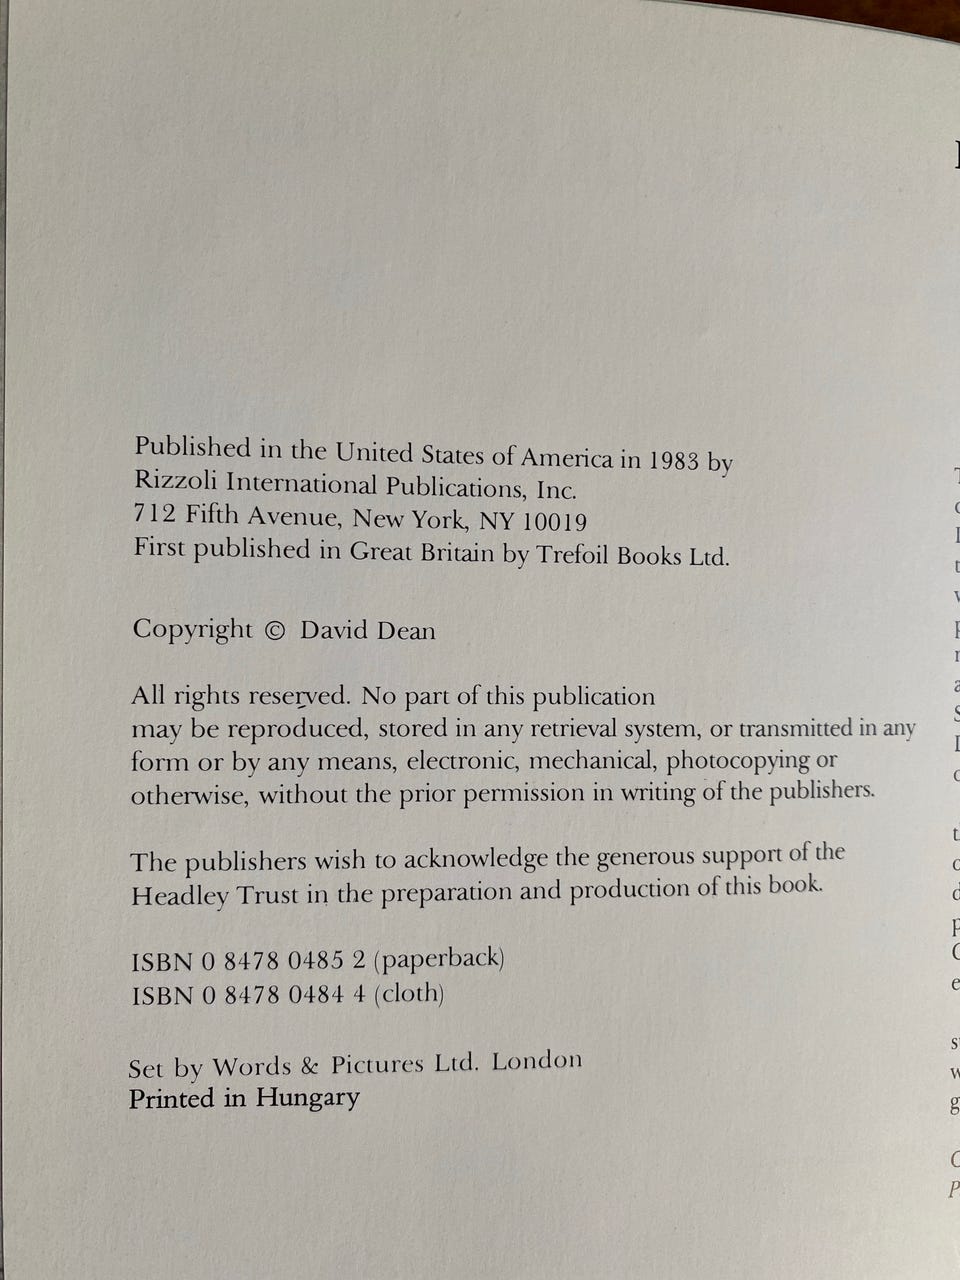 Published in the United States of America in 1983 by
Rizzoli International Publications, Inc.
712 Fifth Avenue, New York, NY 10019
First published in Great Britain by Trefoil Books Ltd.
Copyright © David Dean
All rights reserved. No part of this publication
may be reproduced, stored in any retrieval system, or transmitted in any
form or by any means, electronic, mechanical, photocopying or
otherwise, without the prior permission in writing of the publishers.
The publishers wish to acknowledge the generous support of the
Headley Trust in the preparation and production of this book.
ISBN 0 8478 0485 2 (paperback)
ISBN 0 8478 0484 4 (cloth)
Set by Words & Pictures Ltd. London
Printed in Hungary